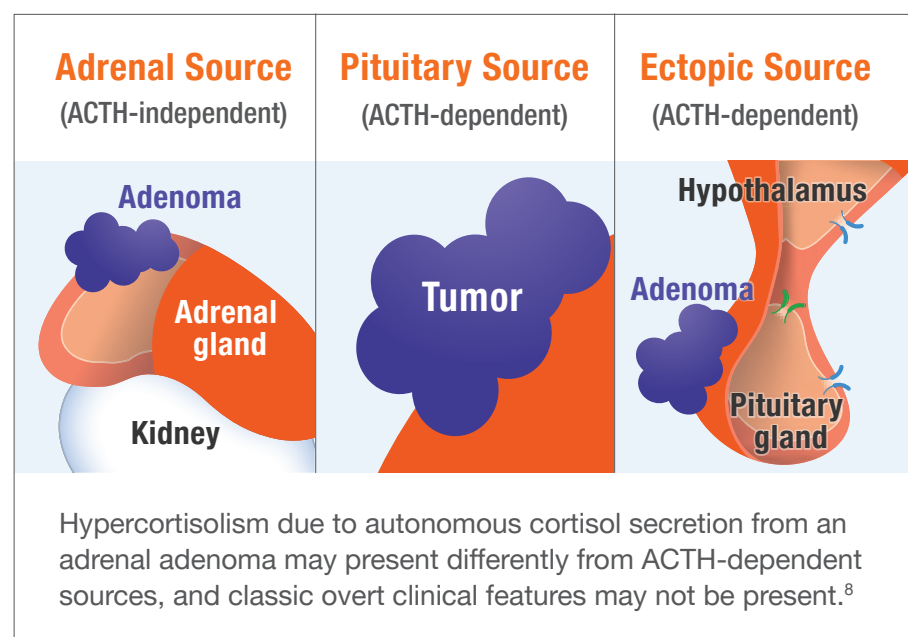 Adrenal Source
(ACTH-independent)
Pituitary Source
(ACTH-dependent)
Ectopic Source
(ACTH-dependent)
Adenoma
Adrenal
gland
Kidney
Tumor
Hypothalamus
Adenoma
Pituitary
gland
Hypercortisolism due to autonomous cortisol secretion from an
adrenal adenoma may present differently from ACTH-dependent
sources, and classic overt clinical features may not be present.⁸